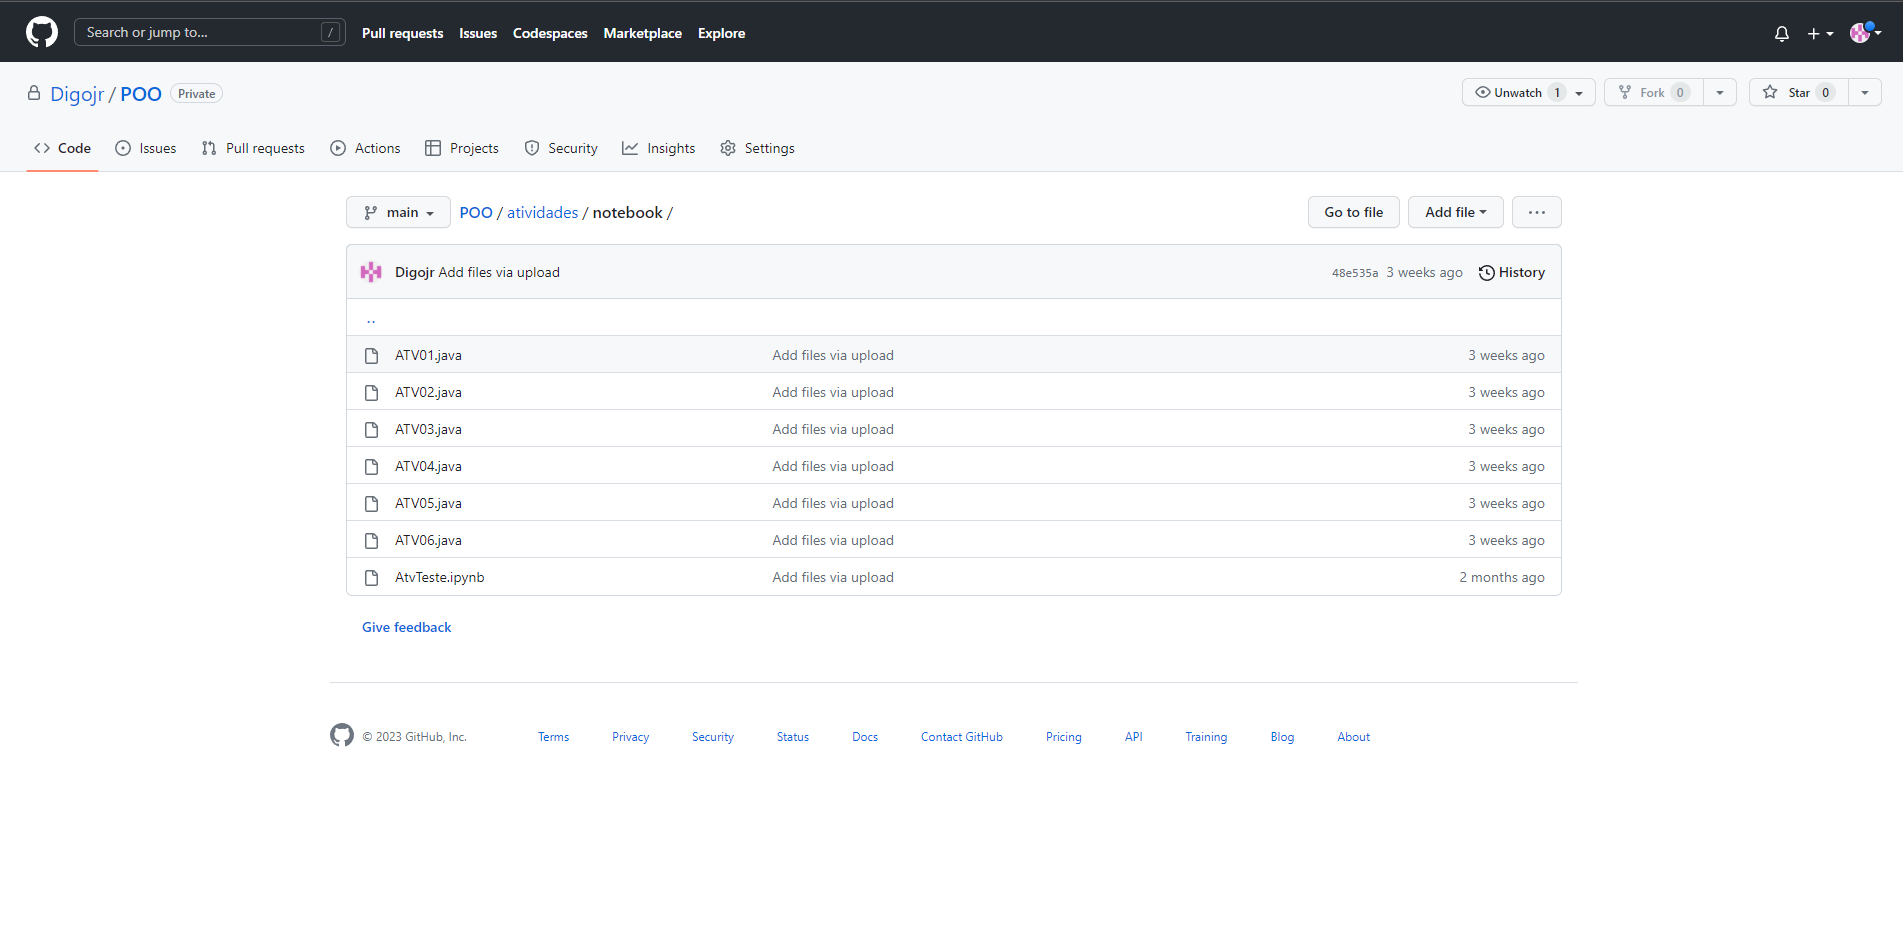 Search or jump to... / Pull requests Issues Codespaces Marketplace Explore
Digojr / POO Private Unwatch 1 Fork 0 Star 0
Code Issues Pull requests Actions Projects Security Insights Settings
main POO / atividades / notebook / Go to file Add file ...
Digojr Add files via upload 48e535a 3 weeks ago History
..
ATV01.java Add files via upload 3 weeks ago
ATV02.java Add files via upload 3 weeks ago
ATV03.java Add files via upload 3 weeks ago
ATV04.java Add files via upload 3 weeks ago
ATV05.java Add files via upload 3 weeks ago
ATV06.java Add files via upload 3 weeks ago
AtvTeste.ipynb Add files via upload 2 months ago
Give feedback
© 2023 GitHub, Inc. Terms Privacy Security Status Docs Contact GitHub Pricing API Training Blog About